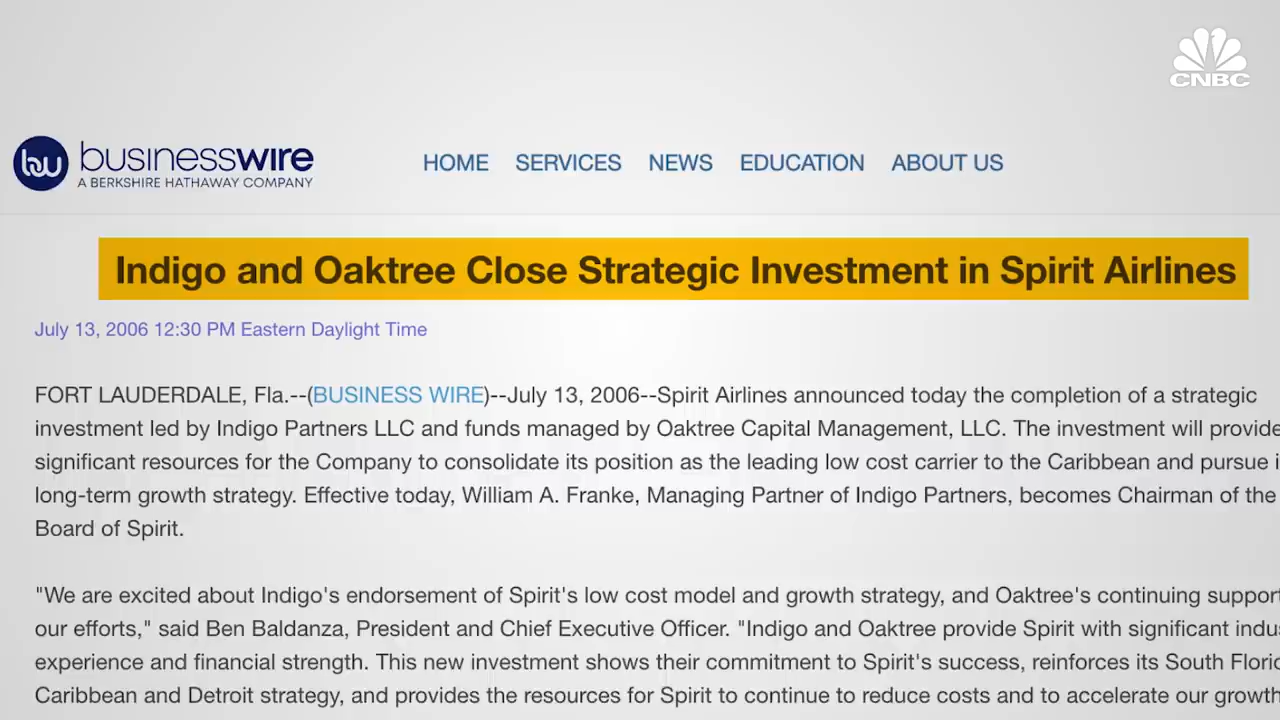 CNBC
bw businesswire
A BERKSHIRE HATHAWAY COMPANY
HOME SERVICES NEWS EDUCATION ABOUT US
Indigo and Oaktree Close Strategic Investment in Spirit Airlines
July 13, 2006 12:30 PM Eastern Daylight Time
FORT LAUDERDALE, Fla.--(BUSINESS WIRE)--July 13, 2006--Spirit Airlines announced today the completion of a strategic
investment led by Indigo Partners LLC and funds managed by Oaktree Capital Management, LLC. The investment will provide
significant resources for the Company to consolidate its position as the leading low cost carrier to the Caribbean and pursue
long-term growth strategy. Effective today, William A. Franke, Managing Partner of Indigo Partners, becomes Chairman of the
Board of Spirit.
"We are excited about Indigo's endorsement of Spirit's low cost model and growth strategy, and Oaktree's continuing support
our efforts," said Ben Baldanza, President and Chief Executive Officer. "Indigo and Oaktree provide Spirit with significant
experience and financial strength. This new investment shows their commitment to Spirit's success, reinforces its South
Caribbean and Detroit strategy, and provides the resources for Spirit to continue to reduce costs and to accelerate our growth